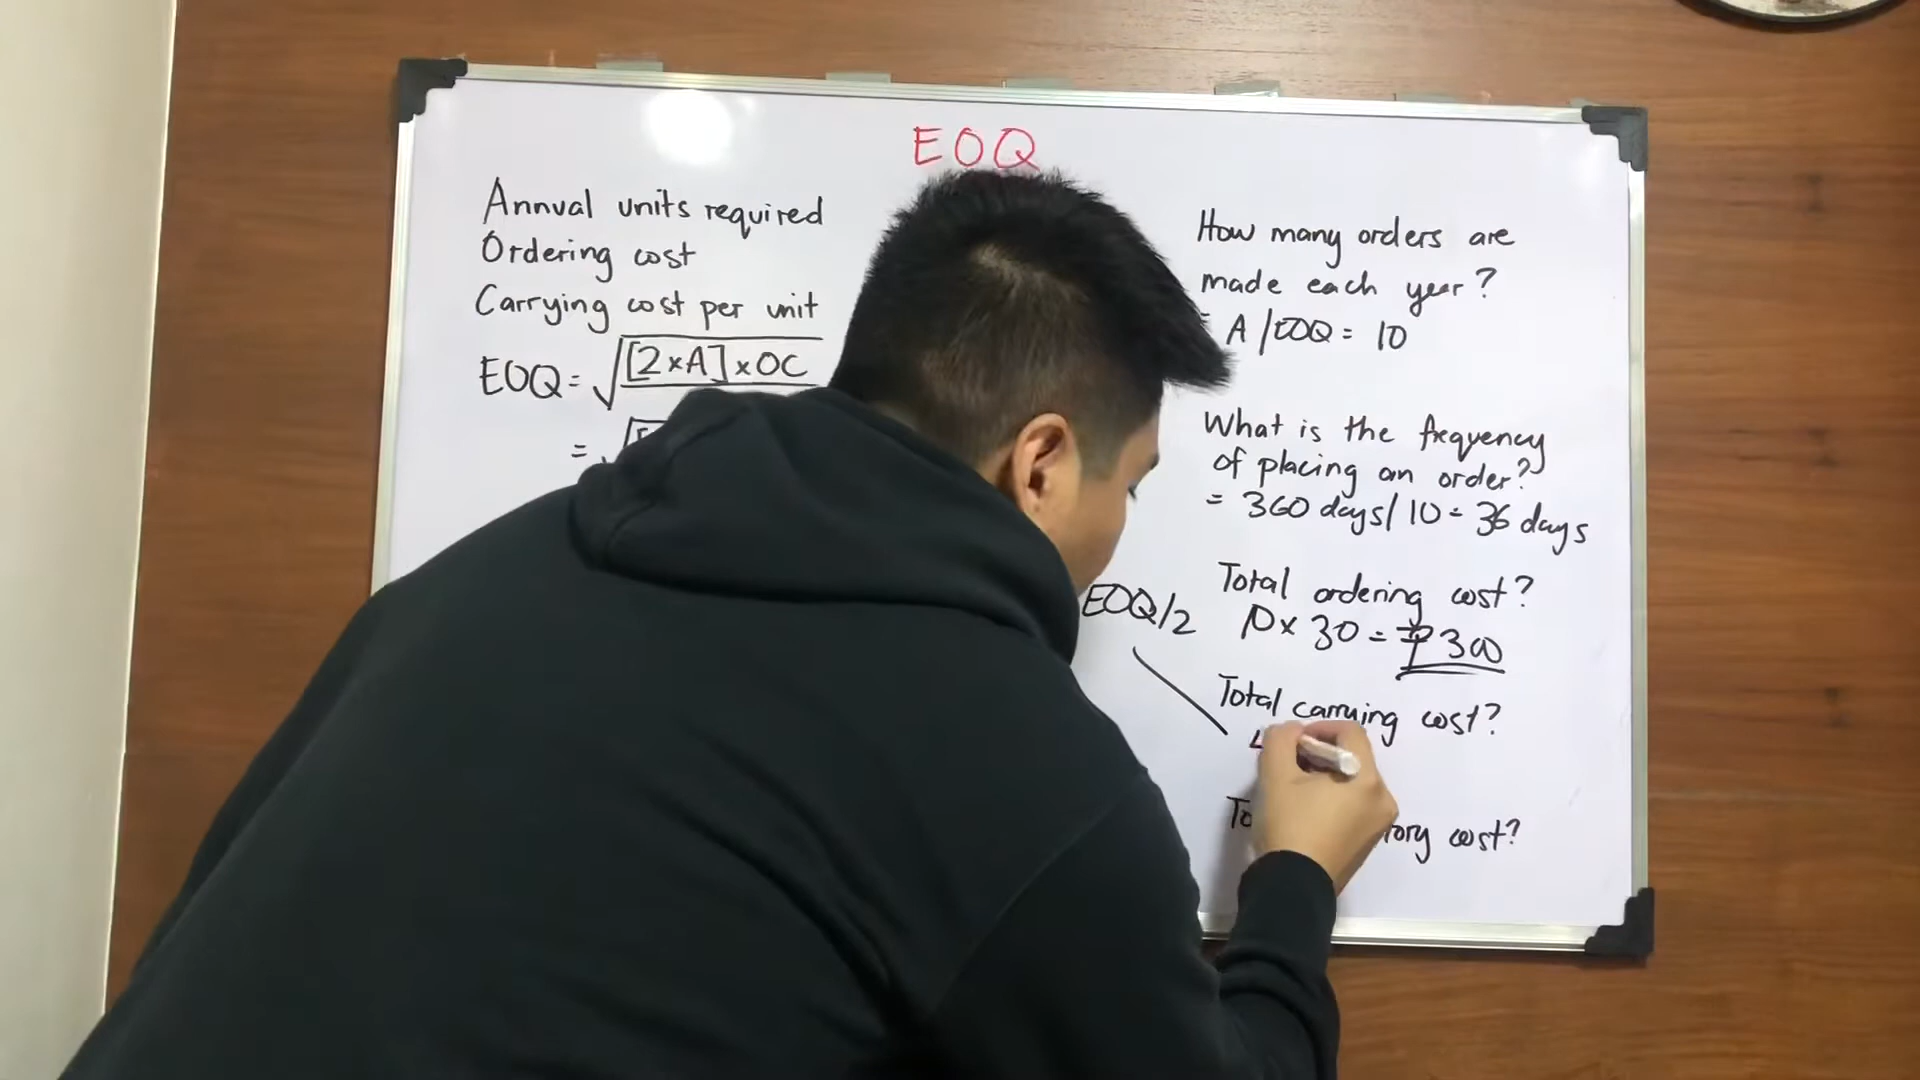 EOQ
Annual units required
Ordering cost
Carrying cost per unit
EOQ = √[2×A]×OC
= √[
How many orders are
made each year?
A/EOQ = 10
What is the frequency
of placing an order?
= 360 days/10 = 36 days
Total ordering cost?
10 x 30 = ₱300
EOQ/2
Total carrying cost?
cost?